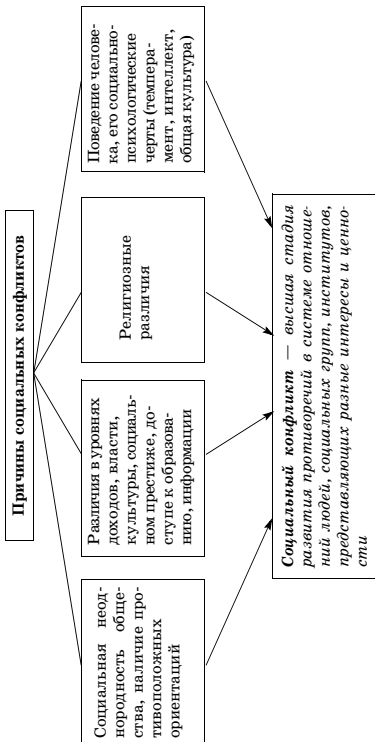 Причины социальных конфликтов
Социальная неод-
нородность обще-
ства, наличие про-
тивоположных
ориентаций
Различия в уровнях
доходов, власти,
культуры, социаль-
ном престиже, до-
ступе к образова-
нию, информации
Религиозные
различия
Поведение челове-
ка, его социально-
психологические
черты (темпера-
мент, интеллект,
общая культура)
Социальный конфликт — высшая стадия
развития противоречий в системе отноше-
ний людей, социальных групп, институтов,
представляющих разные интересы и ценно-
сти